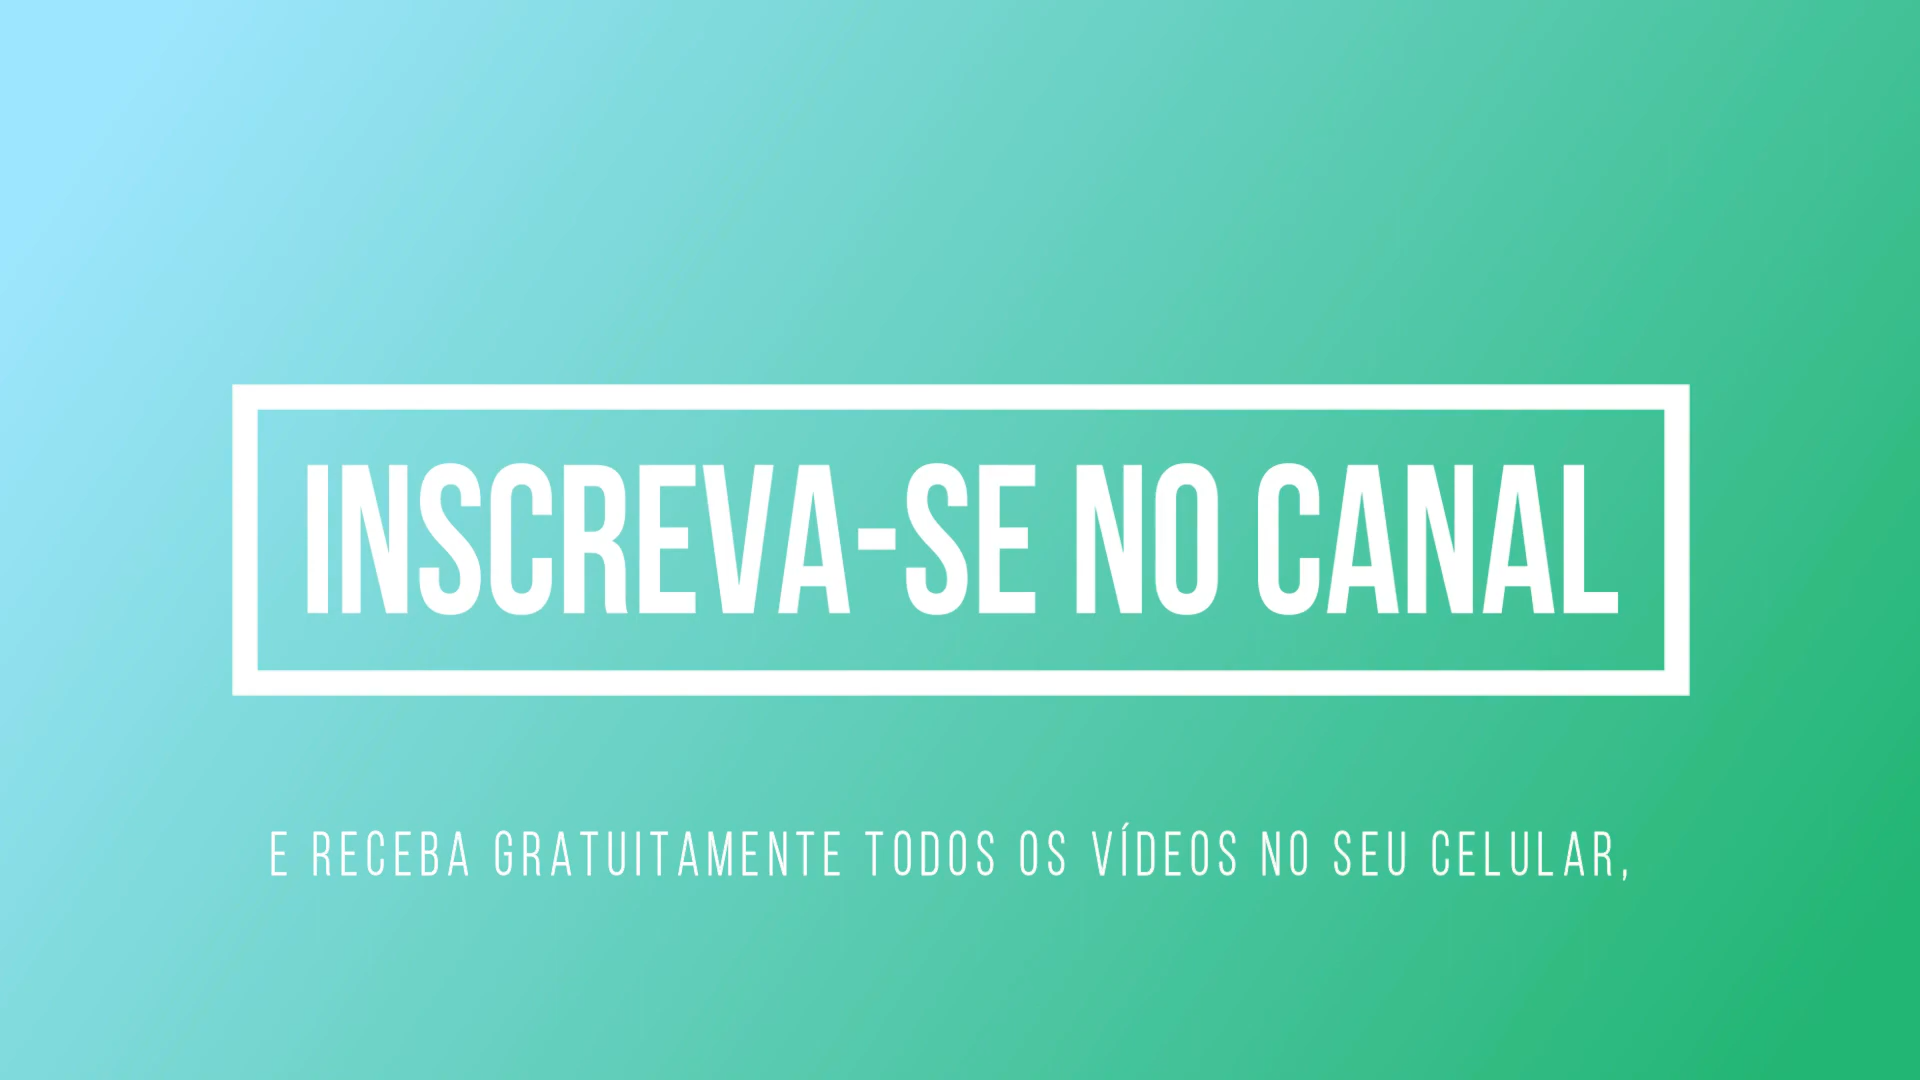 INSCREVA-SE NO CANAL
E RECEBA GRATUITAMENTE TODOS OS VÍDEOS NO SEU CELULAR,